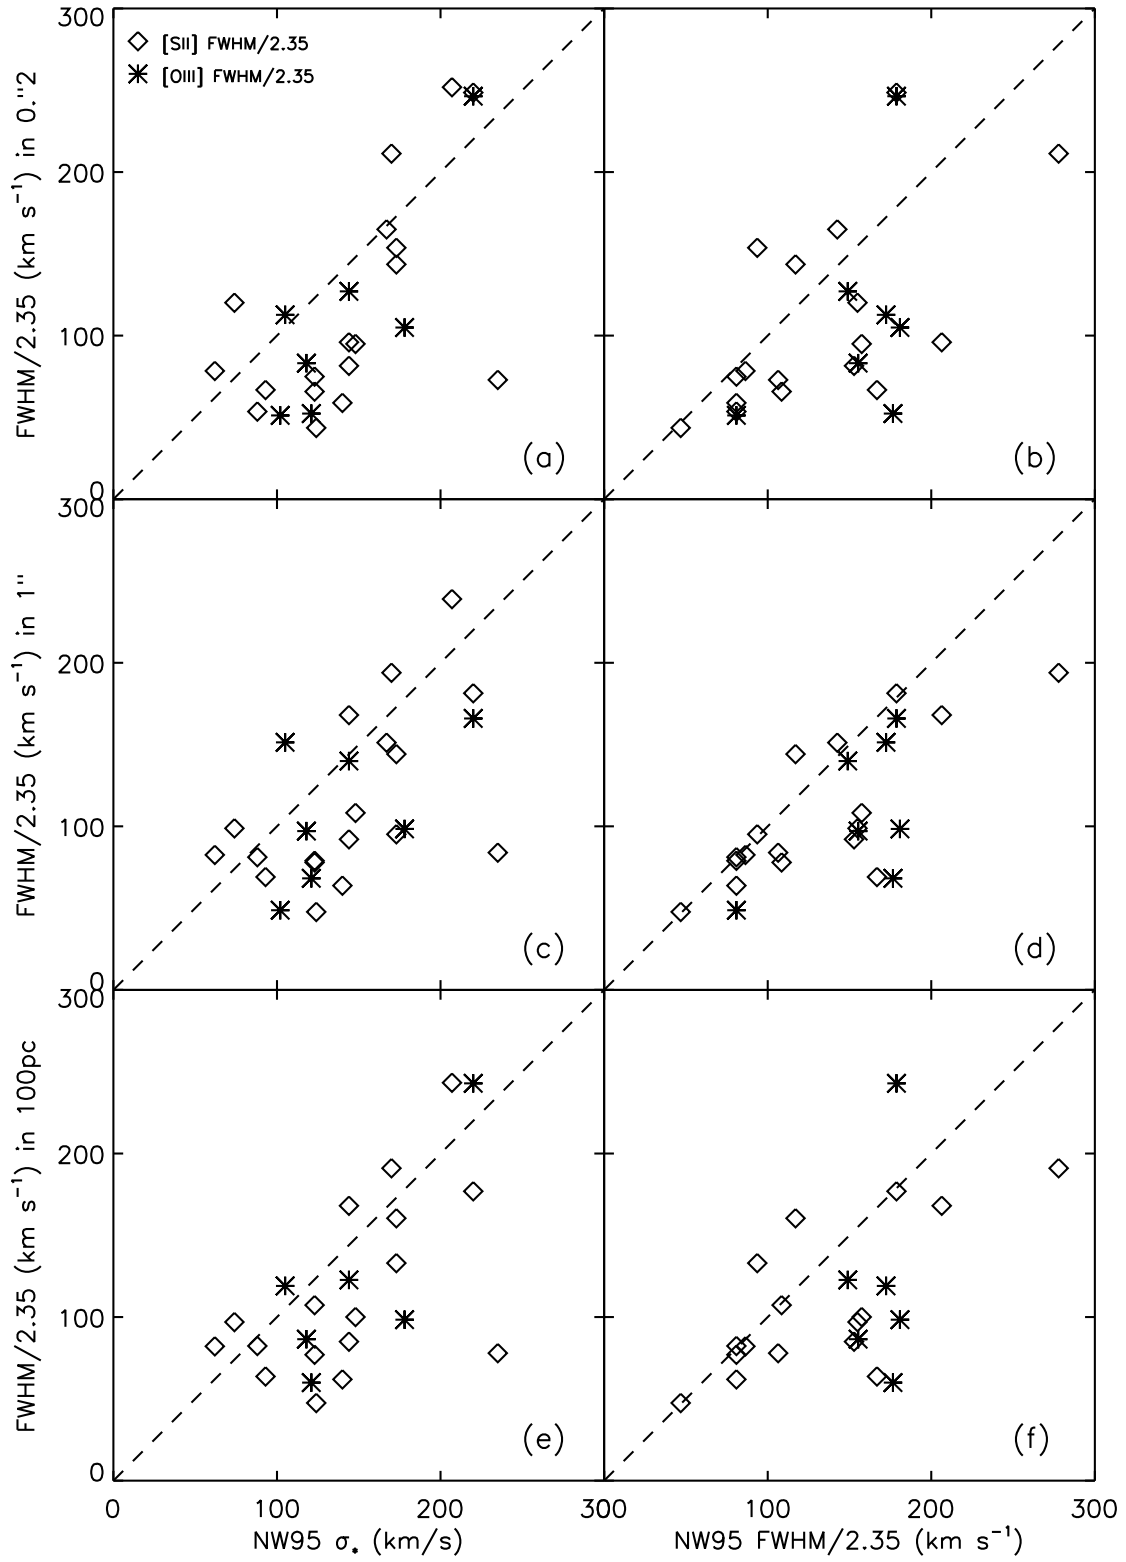 300
[SII] FWHM/2.35
[OIII] FWHM/2.35
200
100
0
FWHM/2.35 (km s⁻¹) in 0."2
(a)
(b)
300
200
100
0
FWHM/2.35 (km s⁻¹) in 1"
(c)
(d)
300
200
100
0
FWHM/2.35 (km s⁻¹) in 100pc
(e)
(f)
0 100 200 300 100 200 300
NW95 σ* (km/s)
NW95 FWHM/2.35 (km s⁻¹)